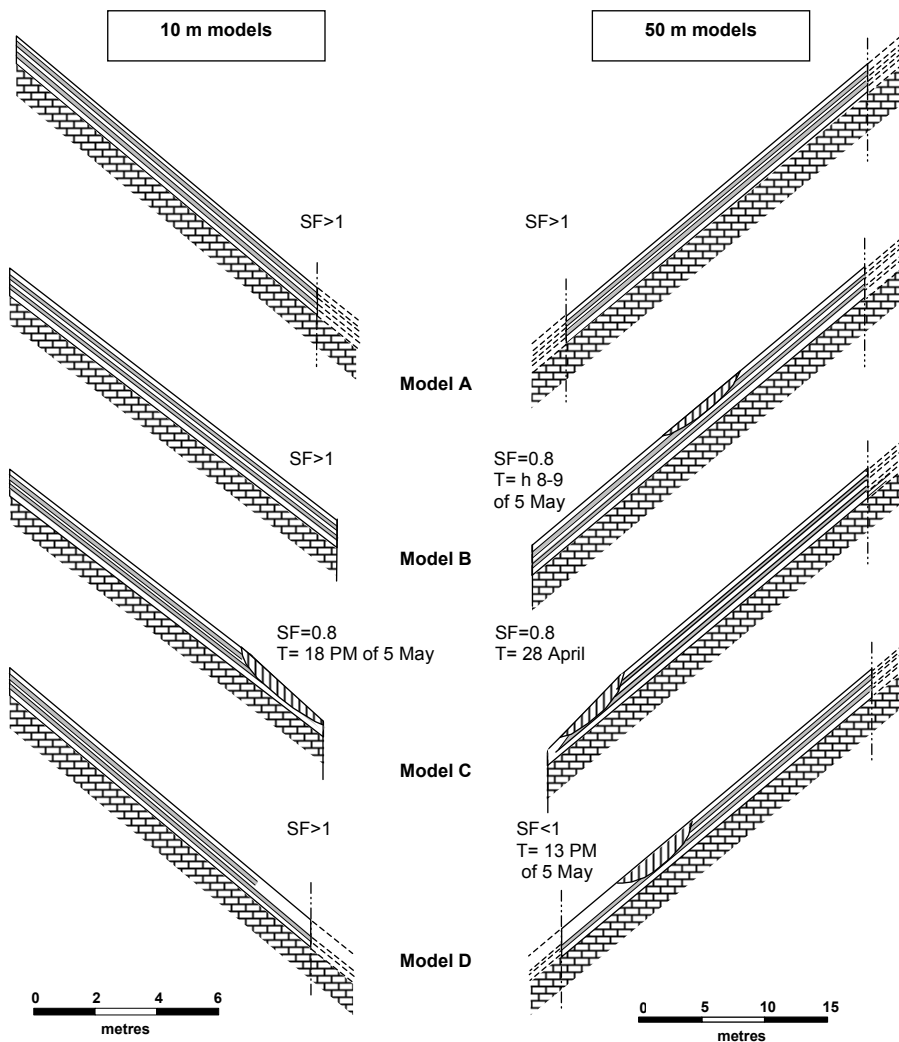 10 m models
50 m models
SF>1
SF>1
Model A
SF>1
SF=0.8
T= h 8-9
of 5 May
Model B
SF=0.8
T= 18 PM of 5 May
SF=0.8
T= 28 April
Model C
SF>1
SF<1
T= 13 PM
of 5 May
Model D
0 2 4 6
metres
0 5 10 15
metres